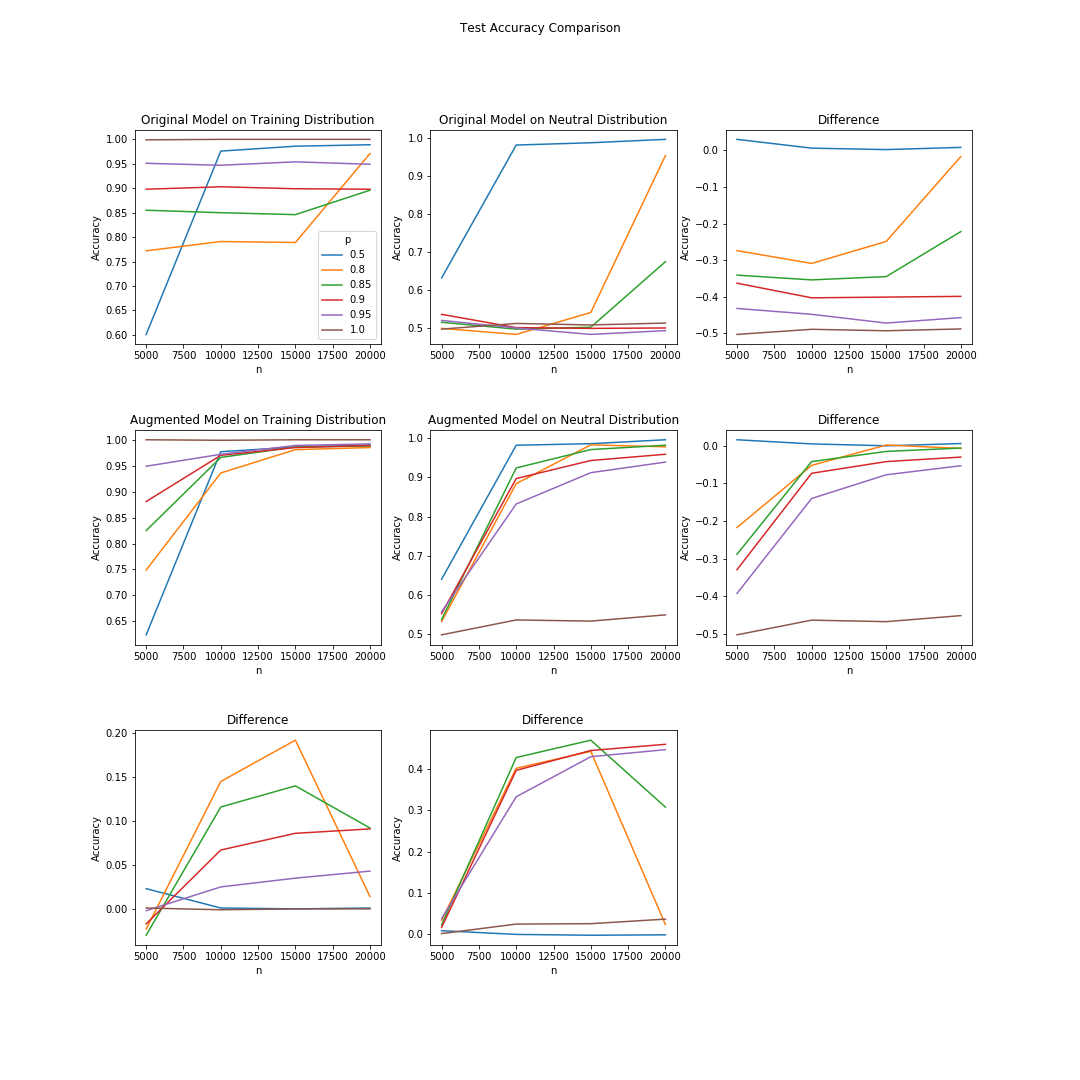 Test Accuracy Comparison
Original Model on Training Distribution
Accuracy
1.00
0.95
0.90
0.85
0.80
0.75
0.70
0.65
0.60
p
0.5
0.8
0.85
0.9
0.95
1.0
5000 7500 10000 12500 15000 17500 20000
n
Original Model on Neutral Distribution
Accuracy
1.0
0.9
0.8
0.7
0.6
0.5
5000 7500 10000 12500 15000 17500 20000
n
Difference
Accuracy
0.0
−0.1
−0.2
−0.3
−0.4
−0.5
5000 7500 10000 12500 15000 17500 20000
n
Augmented Model on Training Distribution
Accuracy
1.00
0.95
0.90
0.85
0.80
0.75
0.70
0.65
5000 7500 10000 12500 15000 17500 20000
n
Augmented Model on Neutral Distribution
Accuracy
1.0
0.9
0.8
0.7
0.6
0.5
5000 7500 10000 12500 15000 17500 20000
n
Difference
Accuracy
0.0
−0.1
−0.2
−0.3
−0.4
−0.5
5000 7500 10000 12500 15000 17500 20000
n
Difference
Accuracy
0.20
0.15
0.10
0.05
0.00
5000 7500 10000 12500 15000 17500 20000
n
Difference
Accuracy
0.4
0.3
0.2
0.1
0.0
5000 7500 10000 12500 15000 17500 20000
n